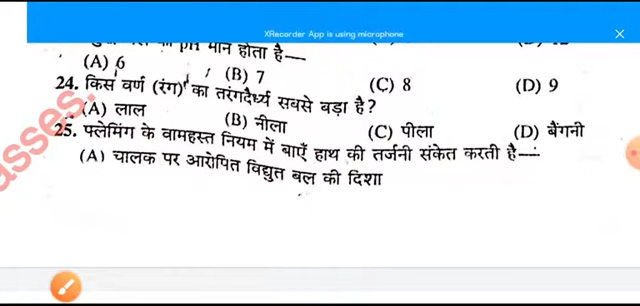 XRecorder App is using microphone
pH मान होता है—
(A) 6 (B) 7 (C) 8 (D) 9
24. किस वर्ण (रंग) का तरंगदैर्ध्य सबसे बड़ा है?
(A) लाल (B) नीला (C) पीला (D) बैंगनी
25. फ्लेमिंग के वामहस्त नियम में बाएँ हाथ की तर्जनी संकेत करती है—
(A) चालक पर आरोपित विद्युत बल की दिशा
asses.